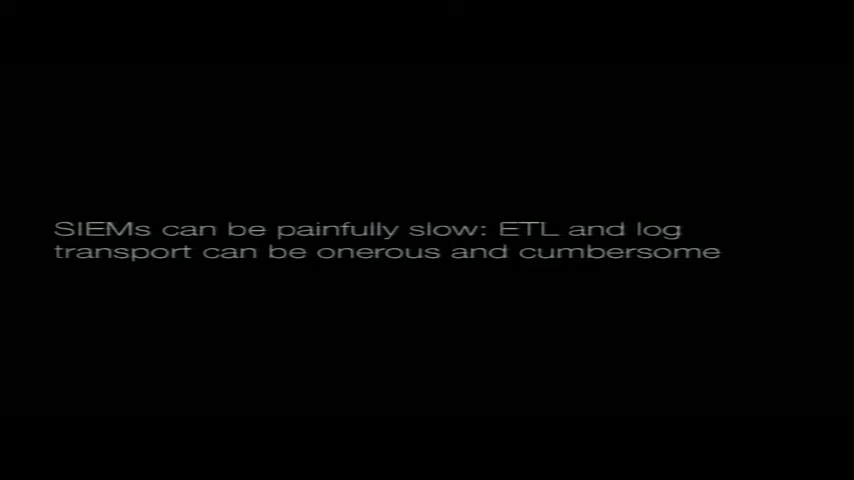 SIEMs can be painfully slow: ETL and log
transport can be onerous and cumbersome